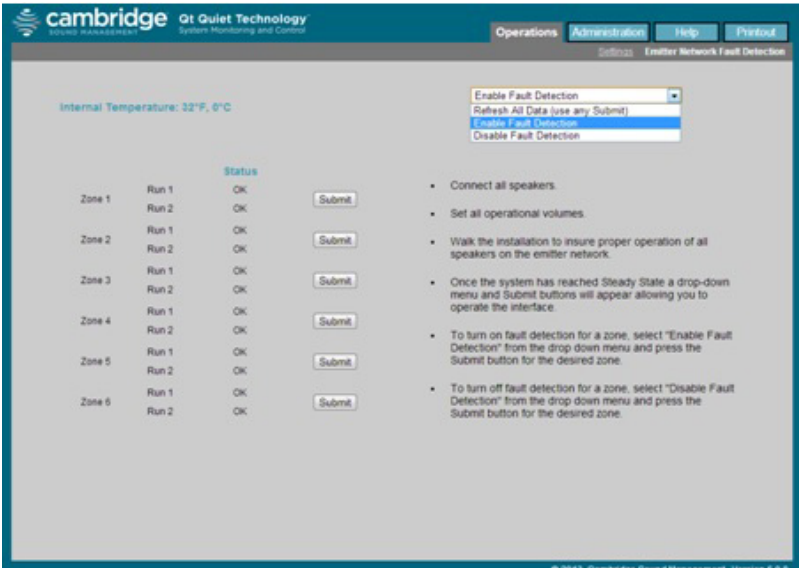 cambridge
SOUND MANAGEMENT
Qt Quiet Technology
System Monitoring and Control
Operations
Administration
Help
Printout
Settings
Emitter Network Fault Detection
Internal Temperature: 32°F, 0°C
Enable Fault Detection
Refresh All Data (use any Submit)
Enable Fault Detection
Disable Fault Detection
Status
Zone 1
Run 1 OK
Run 2 OK
Submit
Zone 2
Run 1 OK
Run 2 OK
Submit
Zone 3
Run 1 OK
Run 2 OK
Submit
Zone 4
Run 1 OK
Run 2 OK
Submit
Zone 5
Run 1 OK
Run 2 OK
Submit
Zone 6
Run 1 OK
Run 2 OK
Submit
• Connect all speakers.
• Set all operational volumes.
• Walk the installation to insure proper operation of all
speakers on the emitter network.
• Once the system has reached Steady State a drop-down
menu and Submit buttons will appear allowing you to
operate the interface.
• To turn on fault detection for a zone, select "Enable Fault
Detection" from the drop down menu and press the
Submit button for the desired zone.
• To turn off fault detection for a zone, select "Disable Fault
Detection" from the drop down menu and press the
Submit button for the desired zone.
Cambridge Sound Management